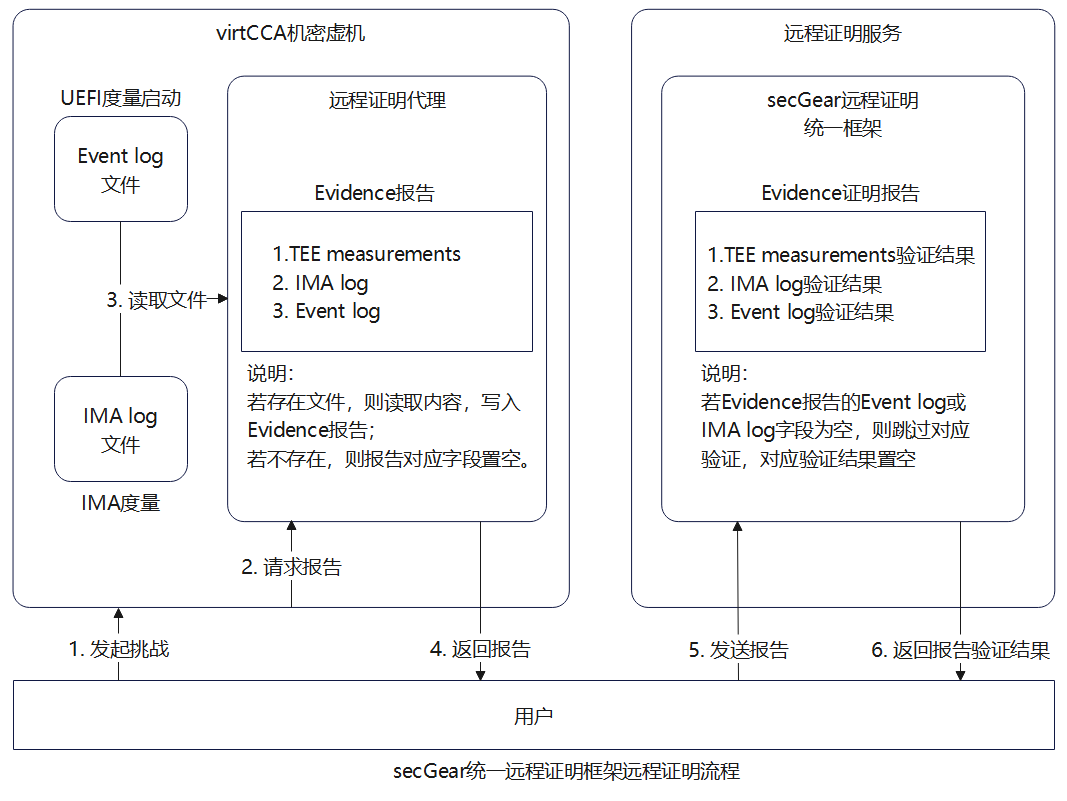 virtCCA机密虚机
UEFI度量启动
Event log
文件
3. 读取文件
IMA log
文件
IMA度量
远程证明代理
Evidence报告
1.TEE measurements
2. IMA log
3. Event log
说明：
若存在文件，则读取内容，写入
Evidence报告；
若不存在，则报告对应字段置空。
远程证明服务
secGear远程证明
统一框架
Evidence证明报告
1.TEE measurements验证结果
2. IMA log验证结果
3. Event log验证结果
说明：
若Evidence报告的Event log或
IMA log字段为空，则跳过对应
验证，对应验证结果置空
2. 请求报告
1. 发起挑战
4. 返回报告
5. 发送报告
6. 返回报告验证结果
用户
secGear统一远程证明框架远程证明流程